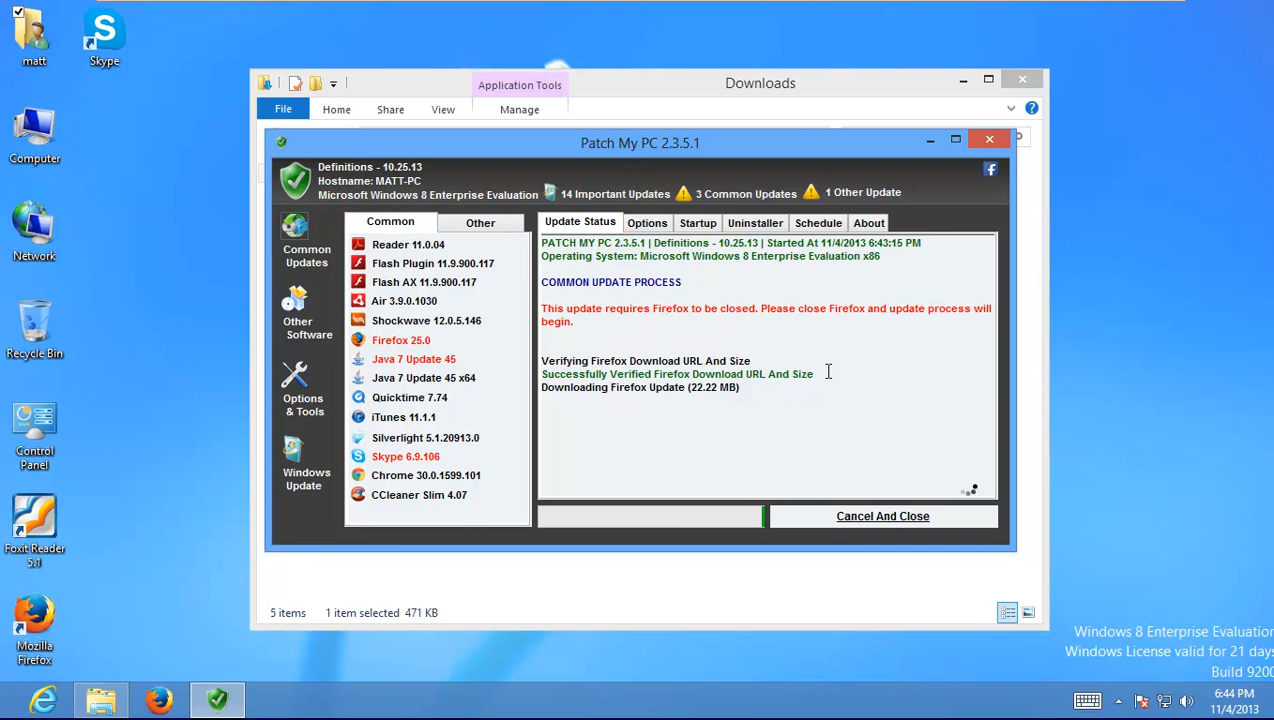 matt
Skype
Computer
Network
Recycle Bin
Control
Panel
Foxit Reader
5.1
Mozilla
Firefox
Application Tools
Downloads
File
Home
Share
View
Manage
Patch My PC 2.3.5.1
Definitions - 10.25.13
Hostname: MATT-PC
Microsoft Windows 8 Enterprise Evaluation
14 Important Updates
3 Common Updates
1 Other Update
Common
Updates
Other
Software
Options
& Tools
Windows
Update
Common
Other
Reader 11.0.04
Flash Plugin 11.9.900.117
Flash AX 11.9.900.117
Air 3.9.0.1030
Shockwave 12.0.5.146
Firefox 25.0
Java 7 Update 45
Java 7 Update 45 x64
Quicktime 7.74
iTunes 11.1.1
Silverlight 5.1.20913.0
Skype 6.9.106
Chrome 30.0.1599.101
CCleaner Slim 4.07
Update Status
Options
Startup
Uninstaller
Schedule
About
PATCH MY PC 2.3.5.1 | Definitions - 10.25.13 | Started At 11/4/2013 6:43:15 PM
Operating System: Microsoft Windows 8 Enterprise Evaluation x86
COMMON UPDATE PROCESS
This update requires Firefox to be closed. Please close Firefox and update process will
begin.
Verifying Firefox Download URL And Size
Successfully Verified Firefox Download URL And Size
Downloading Firefox Update (22.22 MB)
Cancel And Close
5 items
1 item selected 471 KB
Windows 8 Enterprise Evaluation
Windows License valid for 21 days
Build 9200
6:44 PM
11/4/2013